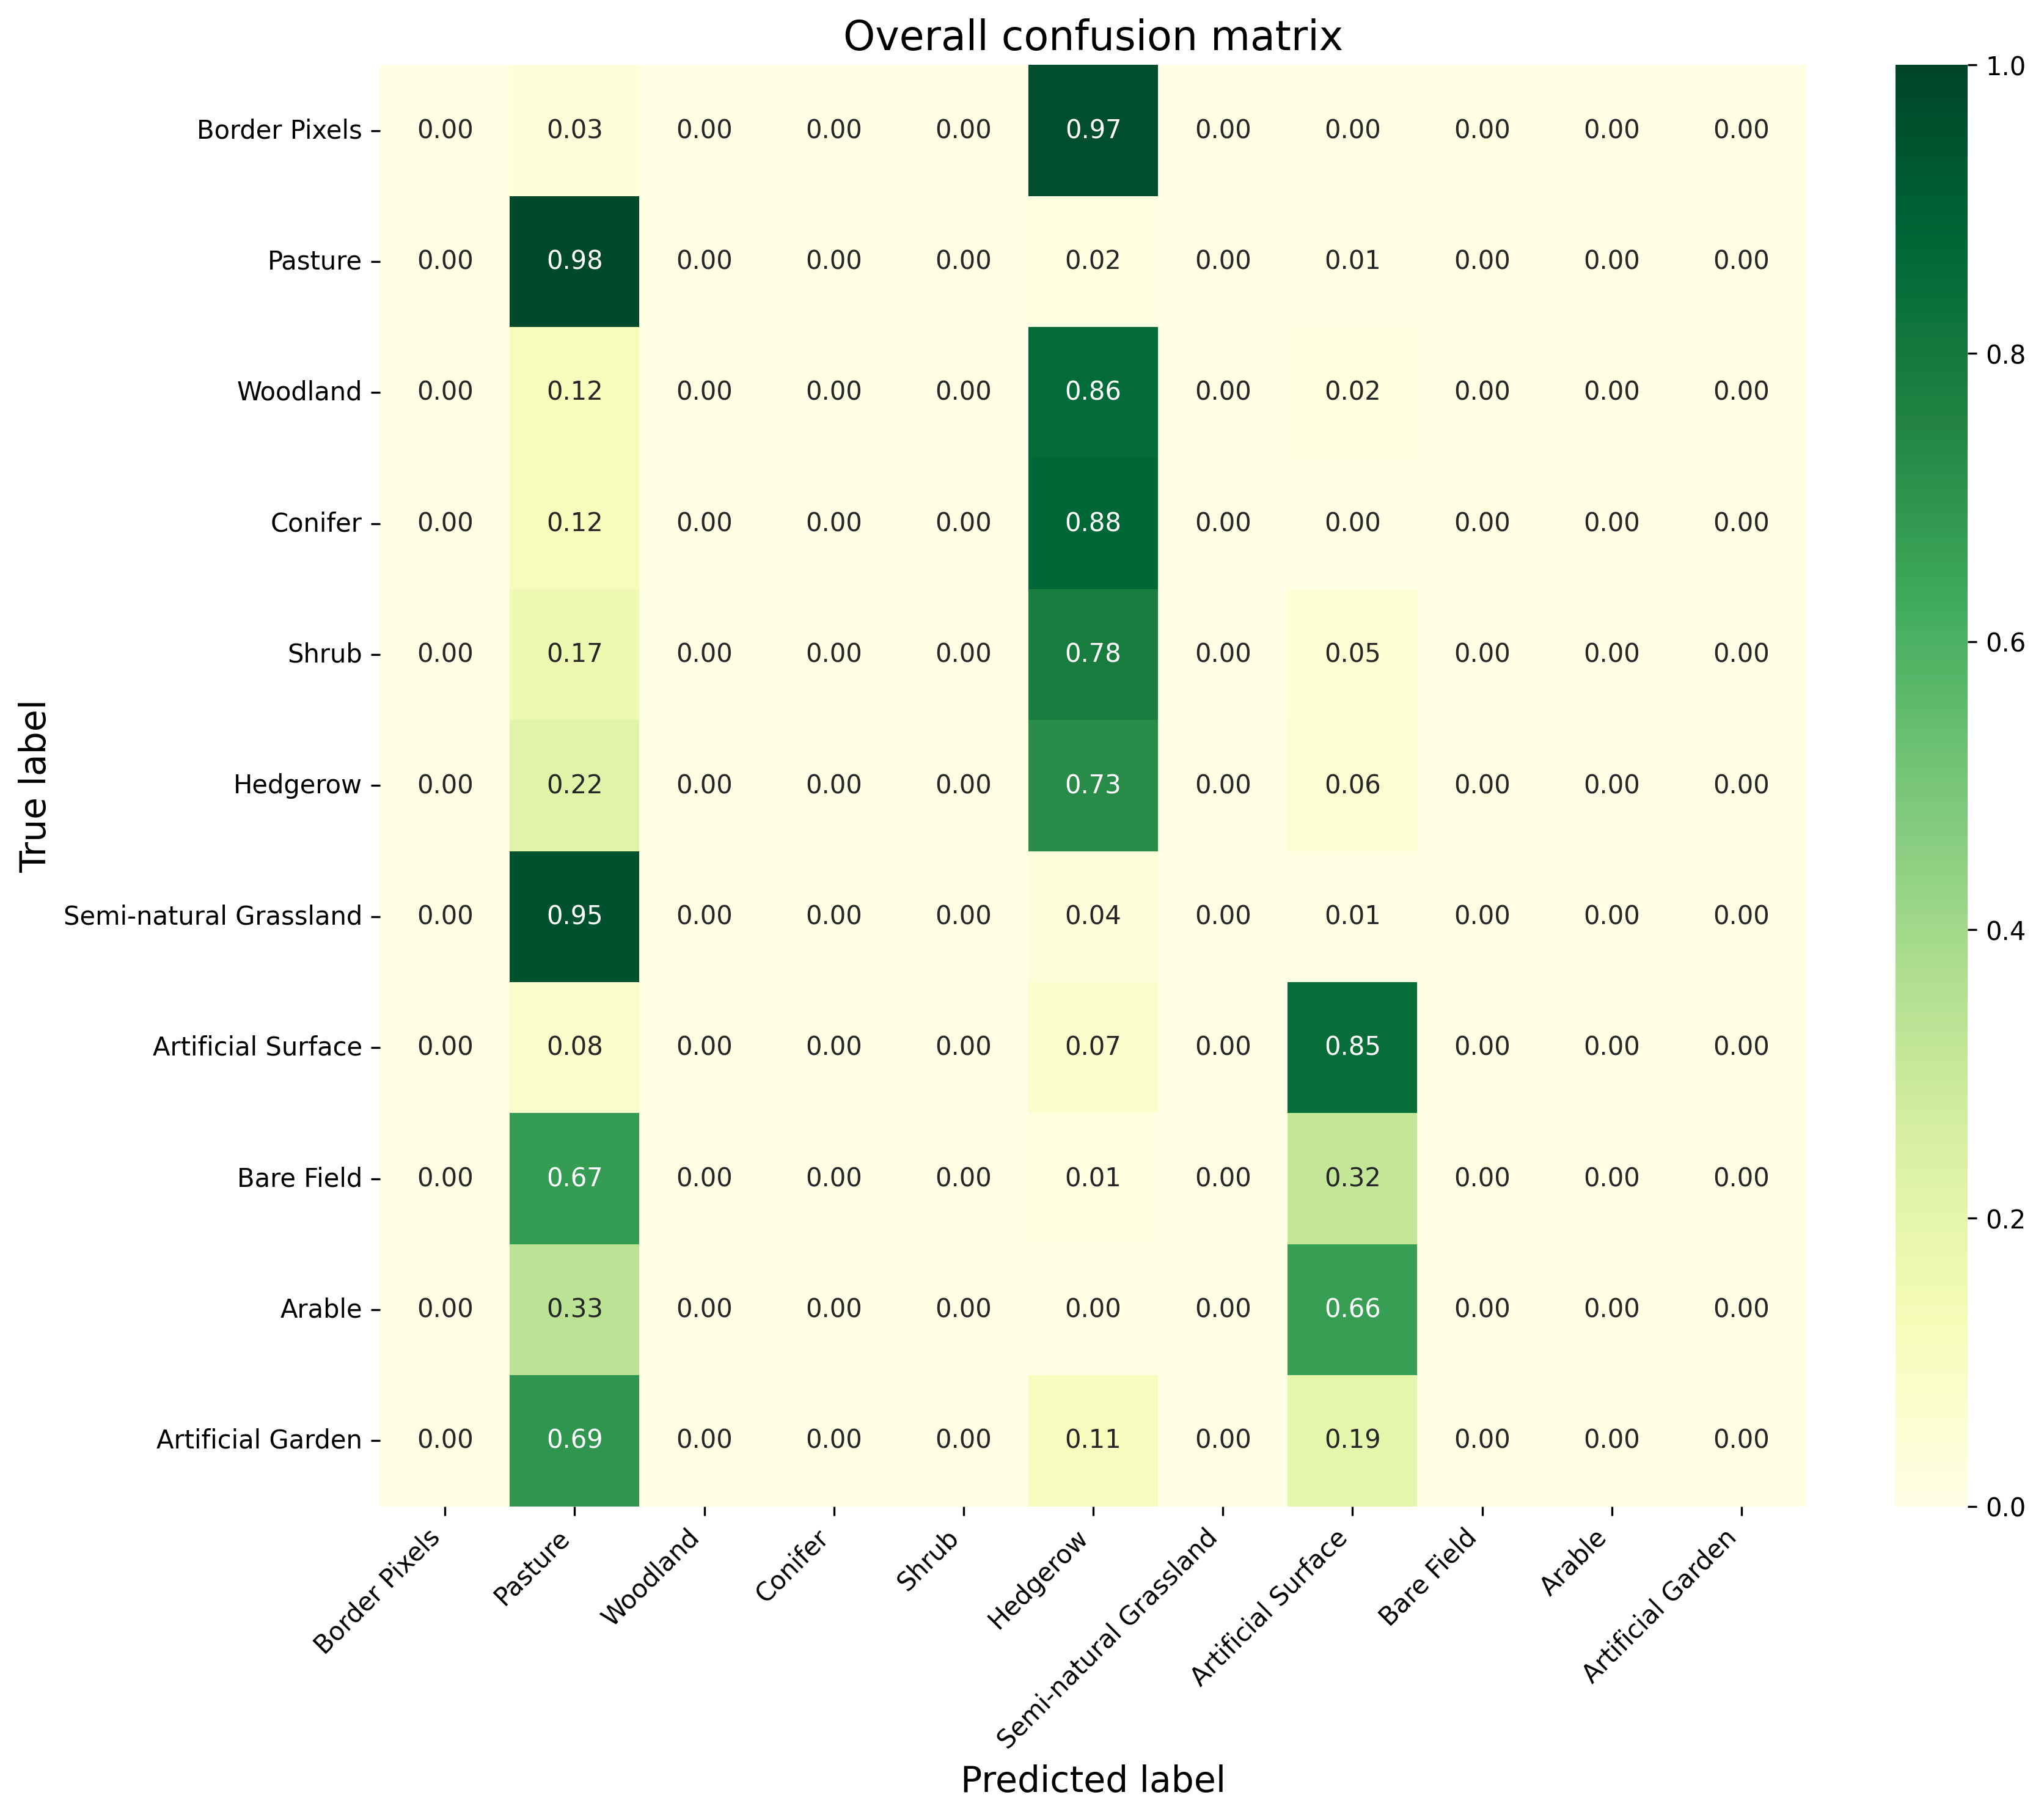 Overall confusion matrix
Border Pixels 0.00 0.03 0.00 0.00 0.00 0.97 0.00 0.00 0.00 0.00 0.00
Pasture 0.00 0.98 0.00 0.00 0.00 0.02 0.00 0.01 0.00 0.00 0.00
Woodland 0.00 0.12 0.00 0.00 0.00 0.86 0.00 0.02 0.00 0.00 0.00
Conifer 0.00 0.12 0.00 0.00 0.00 0.88 0.00 0.00 0.00 0.00 0.00
Shrub 0.00 0.17 0.00 0.00 0.00 0.78 0.00 0.05 0.00 0.00 0.00
Hedgerow 0.00 0.22 0.00 0.00 0.00 0.73 0.00 0.06 0.00 0.00 0.00
Semi-natural Grassland 0.00 0.95 0.00 0.00 0.00 0.04 0.00 0.01 0.00 0.00 0.00
Artificial Surface 0.00 0.08 0.00 0.00 0.00 0.07 0.00 0.85 0.00 0.00 0.00
Bare Field 0.00 0.67 0.00 0.00 0.00 0.01 0.00 0.32 0.00 0.00 0.00
Arable 0.00 0.33 0.00 0.00 0.00 0.00 0.00 0.66 0.00 0.00 0.00
Artificial Garden 0.00 0.69 0.00 0.00 0.00 0.11 0.00 0.19 0.00 0.00 0.00
True label
Border Pixels
Pasture
Woodland
Conifer
Shrub
Hedgerow
Semi-natural Grassland
Artificial Surface
Bare Field
Arable
Artificial Garden
Predicted label
1.0
0.8
0.6
0.4
0.2
0.0